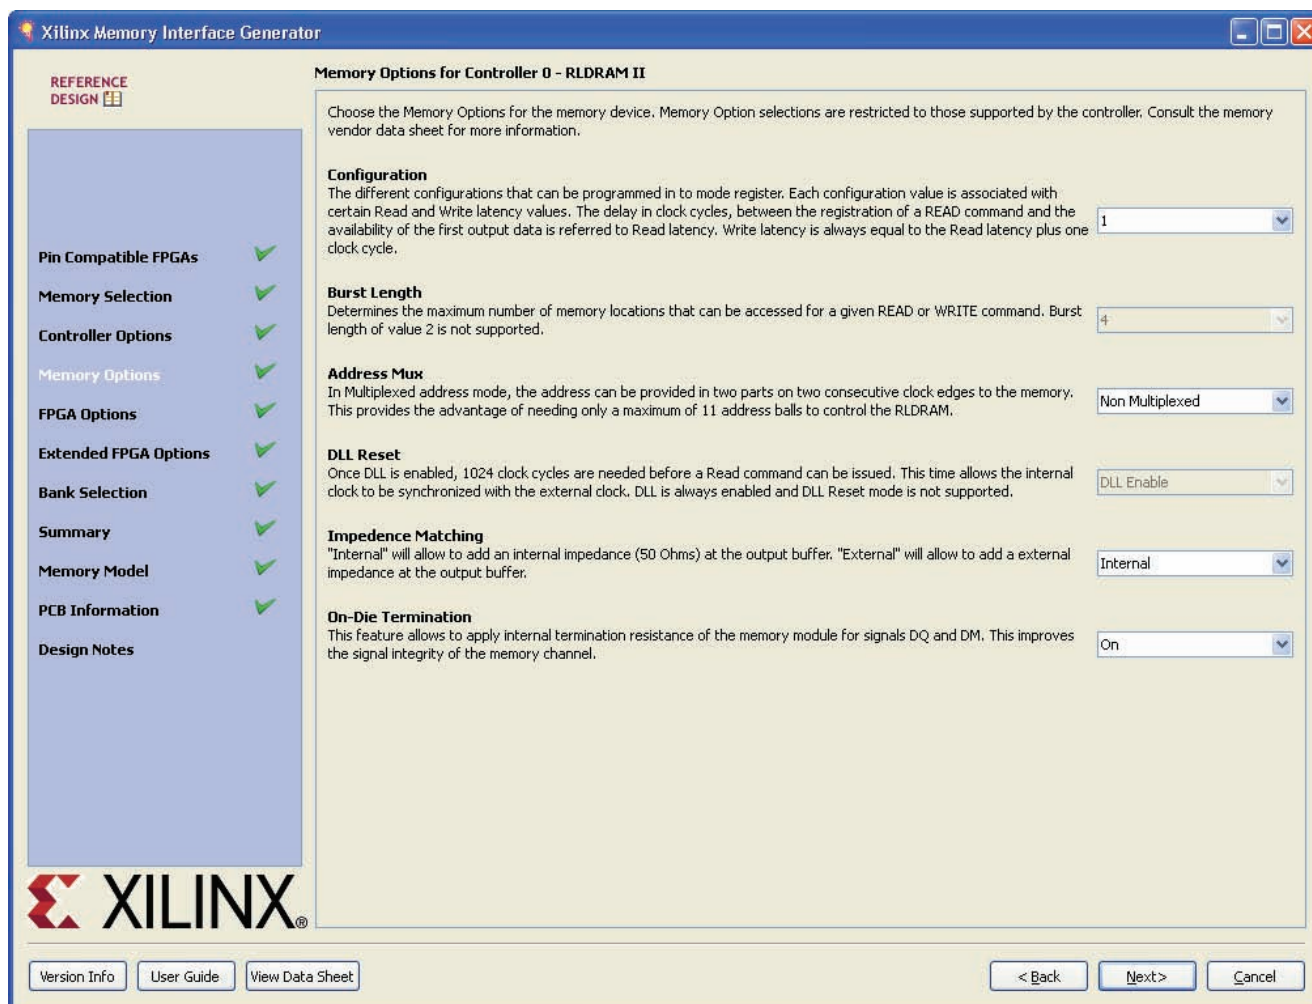 Xilinx Memory Interface Generator
REFERENCE
DESIGN
Pin Compatible FPGAs
Memory Selection
Controller Options
Memory Options
FPGA Options
Extended FPGA Options
Bank Selection
Summary
Memory Model
PCB Information
Design Notes
XILINX®
Memory Options for Controller 0 - RLDRAM II
Choose the Memory Options for the memory device. Memory Option selections are restricted to those supported by the controller. Consult the memory
vendor data sheet for more information.
Configuration
The different configurations that can be programmed in to mode register. Each configuration value is associated with
certain Read and Write latency values. The delay in clock cycles, between the registration of a READ command and the
availability of the first output data is referred to Read latency. Write latency is always equal to the Read latency plus one
clock cycle.
1
Burst Length
Determines the maximum number of memory locations that can be accessed for a given READ or WRITE command. Burst
length of value 2 is not supported.
4
Address Mux
In Multiplexed address mode, the address can be provided in two parts on two consecutive clock edges to the memory.
This provides the advantage of needing only a maximum of 11 address balls to control the RLDRAM.
Non Multiplexed
DLL Reset
Once DLL is enabled, 1024 clock cycles are needed before a Read command can be issued. This time allows the internal
clock to be synchronized with the external clock. DLL is always enabled and DLL Reset mode is not supported.
DLL Enable
Impedence Matching
"Internal" will allow to add an internal impedance (50 Ohms) at the output buffer. "External" will allow to add a external
impedance at the output buffer.
Internal
On-Die Termination
This feature allows to apply internal termination resistance of the memory module for signals DQ and DM. This improves
the signal integrity of the memory channel.
On
Version Info
User Guide
View Data Sheet
< Back
Next>
Cancel